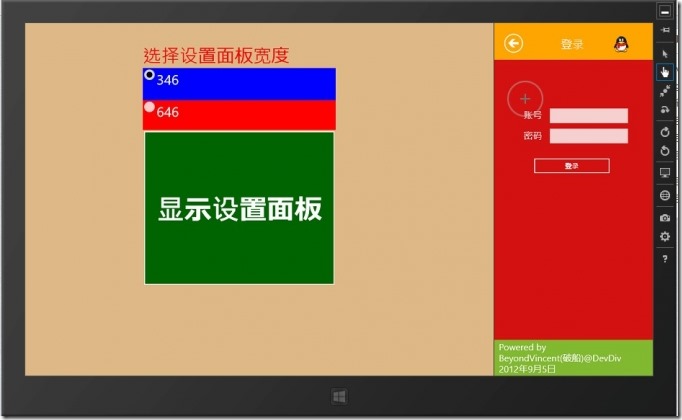 选择设置面板宽度
346
646
显示设置面板
登录
账号
密码
登录
Powered by
BeyondVincent(破船)@DevDiv
2012年9月5日
?